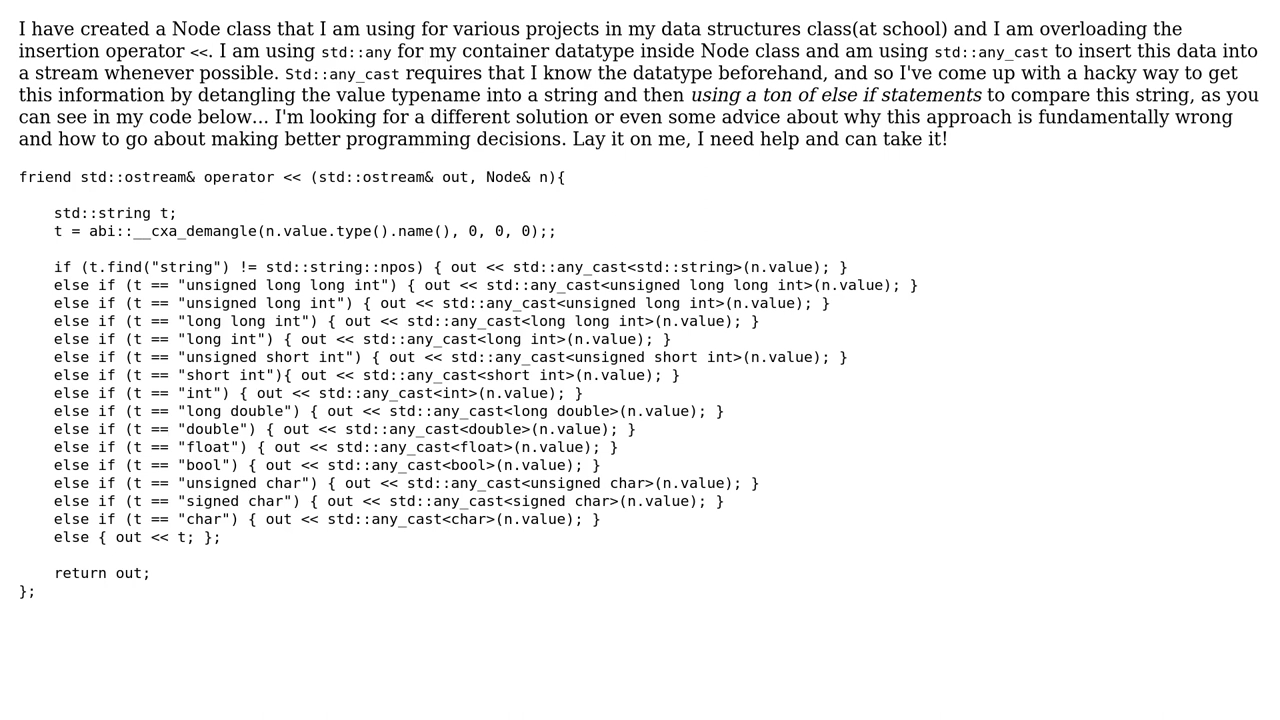 I have created a Node class that I am using for various projects in my data structures class(at school) and I am overloading the
insertion operator <<. I am using std::any for my container datatype inside Node class and am using std::any_cast to insert this data into
a stream whenever possible. Std::any_cast requires that I know the datatype beforehand, and so I've come up with a hacky way to get
this information by detangling the value typename into a string and then using a ton of else if statements to compare this string, as you
can see in my code below... I'm looking for a different solution or even some advice about why this approach is fundamentally wrong
and how to go about making better programming decisions. Lay it on me, I need help and can take it!
friend std::ostream& operator << (std::ostream& out, Node& n){
    std::string t;
    t = abi::__cxa_demangle(n.value.type().name(), 0, 0, 0);;
    if (t.find("string") != std::string::npos) { out << std::any_cast<std::string>(n.value); }
    else if (t == "unsigned long long int") { out << std::any_cast<unsigned long long int>(n.value); }
    else if (t == "unsigned long int") { out << std::any_cast<unsigned long int>(n.value); }
    else if (t == "long long int") { out << std::any_cast<long long int>(n.value); }
    else if (t == "long int") { out << std::any_cast<long int>(n.value); }
    else if (t == "unsigned short int") { out << std::any_cast<unsigned short int>(n.value); }
    else if (t == "short int"){ out << std::any_cast<short int>(n.value); }
    else if (t == "int") { out << std::any_cast<int>(n.value); }
    else if (t == "long double") { out << std::any_cast<long double>(n.value); }
    else if (t == "double") { out << std::any_cast<double>(n.value); }
    else if (t == "float") { out << std::any_cast<float>(n.value); }
    else if (t == "bool") { out << std::any_cast<bool>(n.value); }
    else if (t == "unsigned char") { out << std::any_cast<unsigned char>(n.value); }
    else if (t == "signed char") { out << std::any_cast<signed char>(n.value); }
    else if (t == "char") { out << std::any_cast<char>(n.value); }
    else { out << t; };
    return out;
};